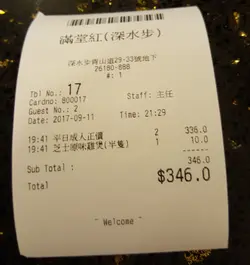 滿堂紅(深水步)
深水步青山道29-33號地下
26180-888
#: 1
Tbl No.: 17
Cardno: 800017
Staff: 主任
Guest No.: 2
Date: 2017-09-11
Time: 21:29
19:41 平日成人正價 2 336.0
19:41 芝士原味雞煲(半隻) 1 10.0
346.0
Sub Total :
Total $346.0
~ Welcome ~